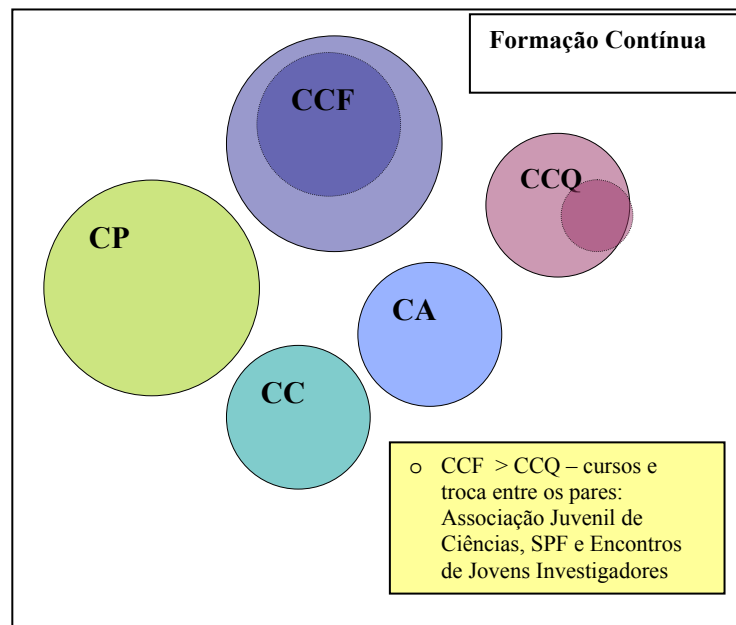 Formação Contínua
CCF
CCQ
CP
CA
CC
o CCF > CCQ – cursos e
troca entre os pares:
Associação Juvenil de
Ciências, SPF e Encontros
de Jovens Investigadores